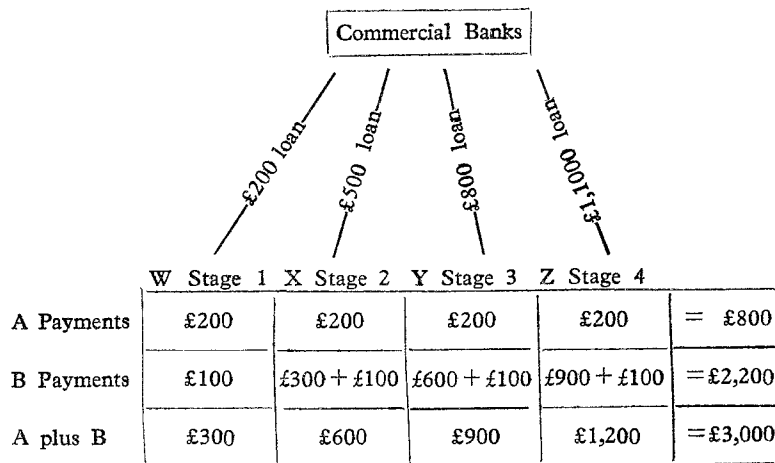 Commercial Banks
£200 loan £500 loan £800 loan £1,1000 loan
W Stage 1 X Stage 2 Y Stage 3 Z Stage 4
A Payments £200 £200 £200 £200 = £800
B Payments £100 £300 + £100 £600 + £100 £900 + £100 = £2,200
A plus B £300 £600 £900 £1,200 = £3,000